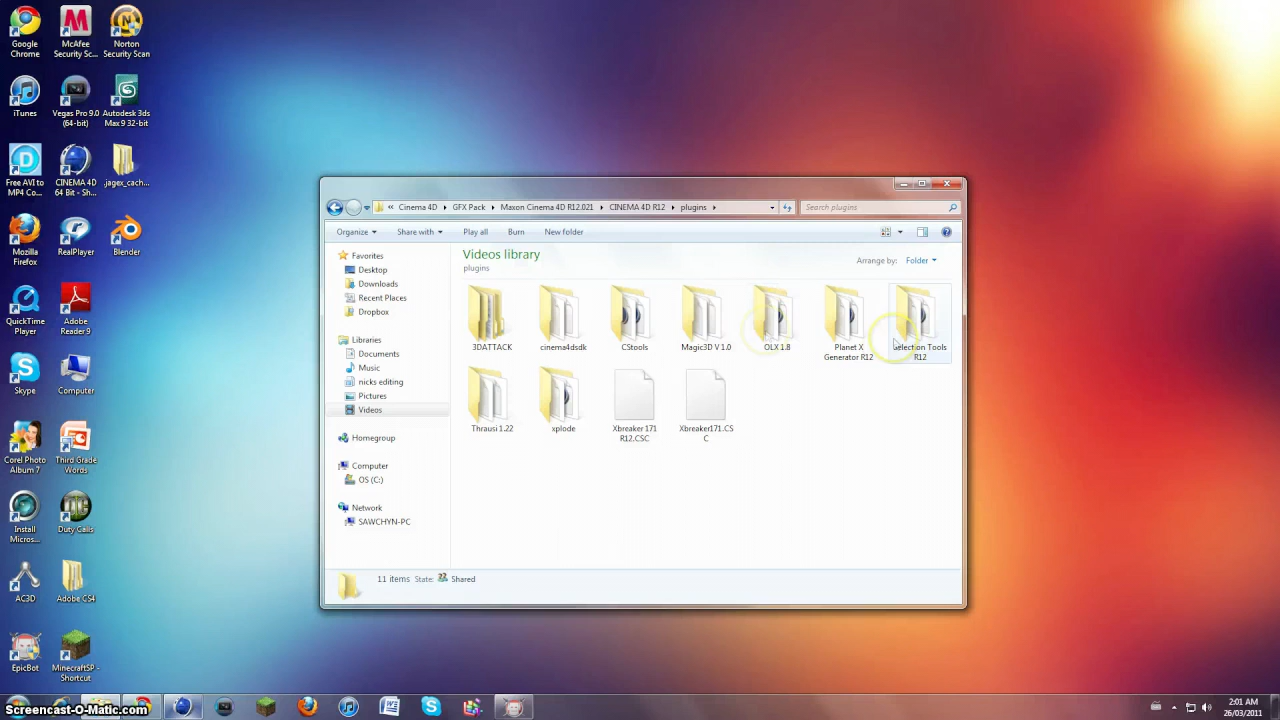 Google
Chrome
McAfee
Security Sc...
Norton
Security Scan
iTunes
Vegas Pro 9.0
(64-bit)
Autodesk 3ds
Max 9 32-bit
Free AVI to
MP4 Co...
CINEMA 4D
64 Bit - Sh...
.jagex_cach...
Mozilla
Firefox
RealPlayer
Blender
QuickTime
Player
Adobe
Reader 9
Skype
Computer
Corel Photo
Album 7
Third Grade
Words
Install
Micros...
Duty Calls
AC3D
Adobe CS4
EpicBot
MinecraftSP -
Shortcut
« Cinema 4D ▸ GFX Pack ▸ Maxon Cinema 4D R12.021 ▸ CINEMA 4D R12 ▸ plugins ▸
Search plugins
Organize ▾ Share with ▾ Play all Burn New folder
Favorites
Desktop
Downloads
Recent Places
Dropbox
Libraries
Documents
Music
nicks editing
Pictures
Videos
Homegroup
Computer
OS (C:)
Network
SAWCHYN-PC
Videos library
plugins
Arrange by: Folder ▾
3DATTACK
cinema4dsdk
CStools
Magic3D V 1.0
OLX 1.8
Planet X
Generator R12
Selection Tools
R12
Thrausi 1.22
xplode
Xbreaker 171
R12.CSC
Xbreaker171.CS
C
11 items State: Shared
Screencast-O-Matic.com
2:01 AM
26/03/2011